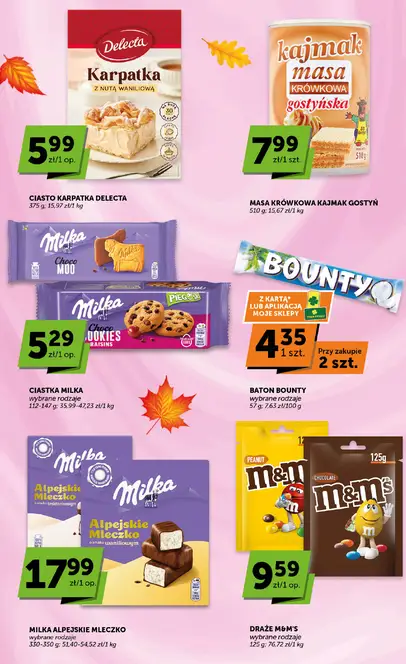 Delecta
Karpatka
Z NUTĄ WANILIOWĄ
5 99
zł/1 op.
CIASTO KARPATKA DELECTA
375 g; 15,97 zł/1 kg
kajmak
masa
KRÓWKOWA
gostyńska
510g
7 99
zł/1 szt.
MASA KRÓWKOWA KAJMAK GOSTYŃ
510 g; 15,67 zł/1 kg
Milka
Choco
MOO
Milka
PIEGUSKI
Choco
COOKIES
RAISINS
5 29
zł/1 op.
CIASTKA MILKA
wybrane rodzaje
112-147 g; 35,99-47,23 zł/1 kg
BOUNTY
Z KARTĄ*
LUB APLIKACJĄ
MOJE SKLEPY
4 35
1 szt.
Przy zakupie
2 szt.
BATON BOUNTY
wybrane rodzaje
57 g; 7,63 zł/100 g
Milka
Alpejskie
Mleczko
Milka
Alpejskie
Mleczko
o smaku waniliowym
17 99
zł/1 op.
MILKA ALPEJSKIE MLECZKO
wybrane rodzaje
330-350 g; 51,40-54,52 zł/1 kg
PEANUT
m&m's
125g
CHOCOLATE
m&m's
9 59
zł/1 op.
DRAŻE M&M'S
wybrane rodzaje
125 g; 76,72 zł/1 kg